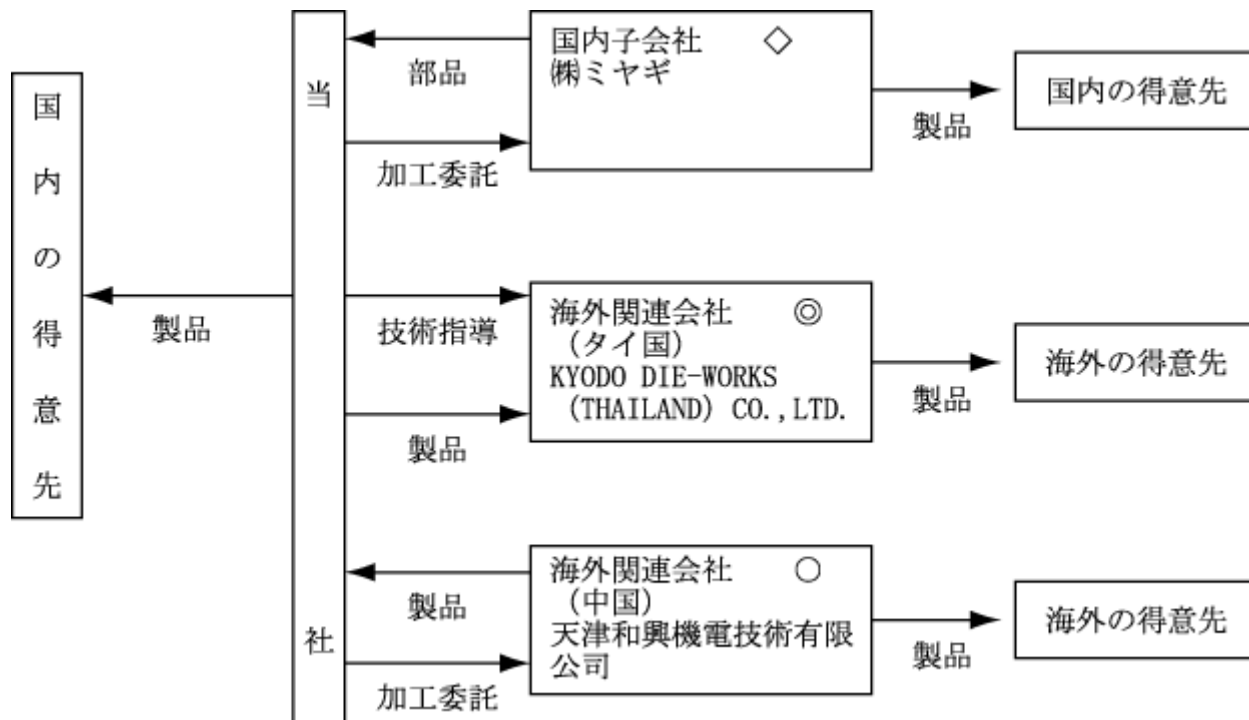 国内の得意先
製品
当社
部品
加工委託
国内子会社 ◇
㈱ミヤギ
製品
国内の得意先
技術指導
製品
海外関連会社 ◎
（タイ国）
KYODO DIE-WORKS
（THAILAND）CO.,LTD.
製品
海外の得意先
製品
加工委託
海外関連会社 ○
（中国）
天津和興機電技術有限
公司
製品
海外の得意先